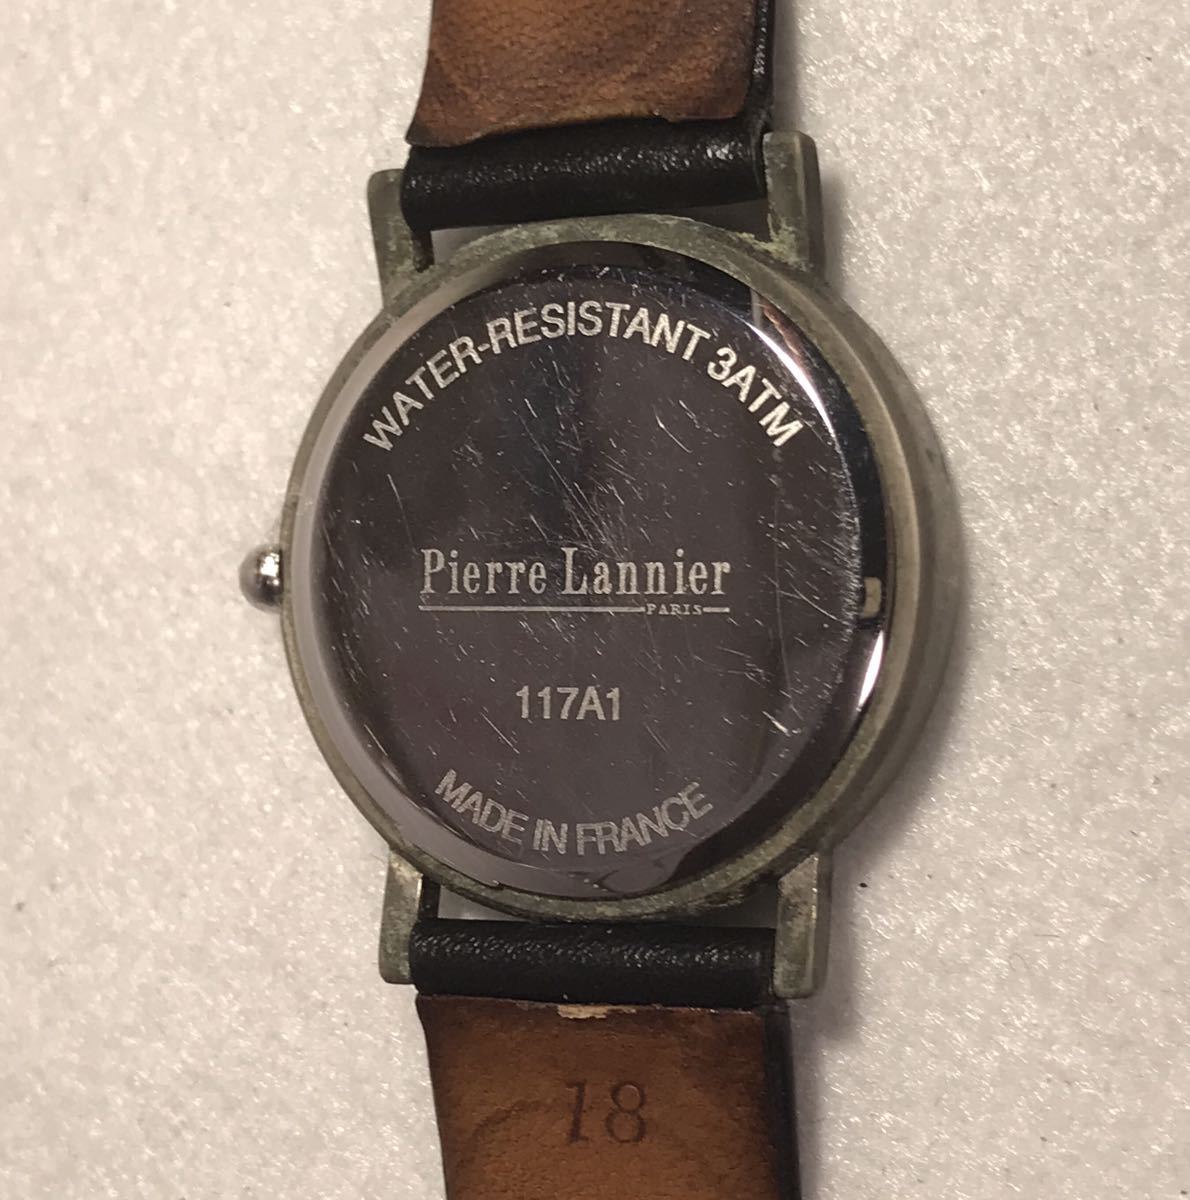 WATER-RESISTANT 3ATM
Pierre Lannier
PARIS
117A1
MADE IN FRANCE
18